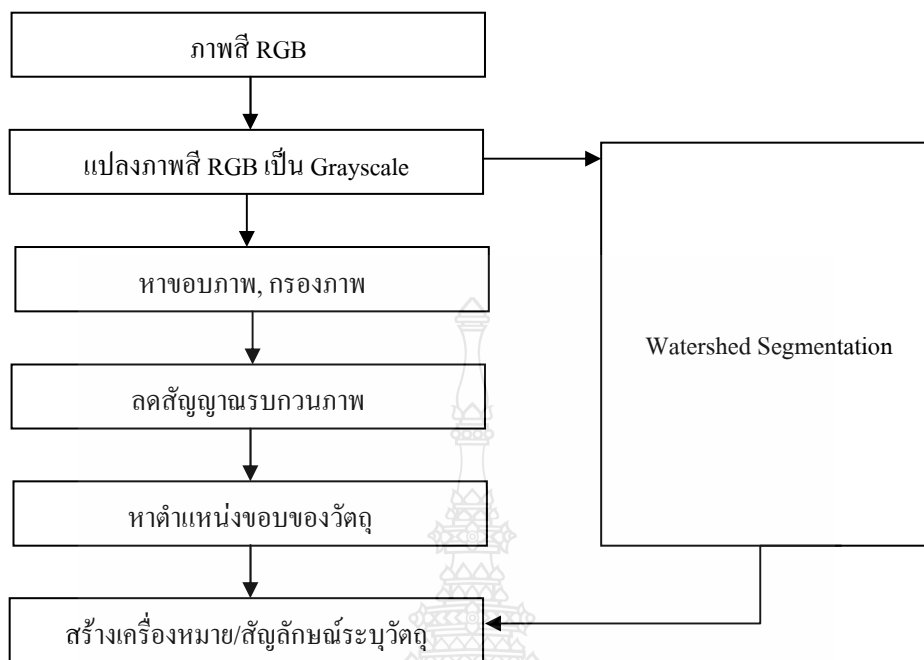 ภาพสี RGB
แปลงภาพสี RGB เป็น Grayscale
หาขอบภาพ, กรองภาพ
Watershed Segmentation
ลดสัญญาณรบกวนภาพ
หาตำแหน่งขอบของวัตถุ
สร้างเครื่องหมาย/สัญลักษณ์ระบุวัตถุ